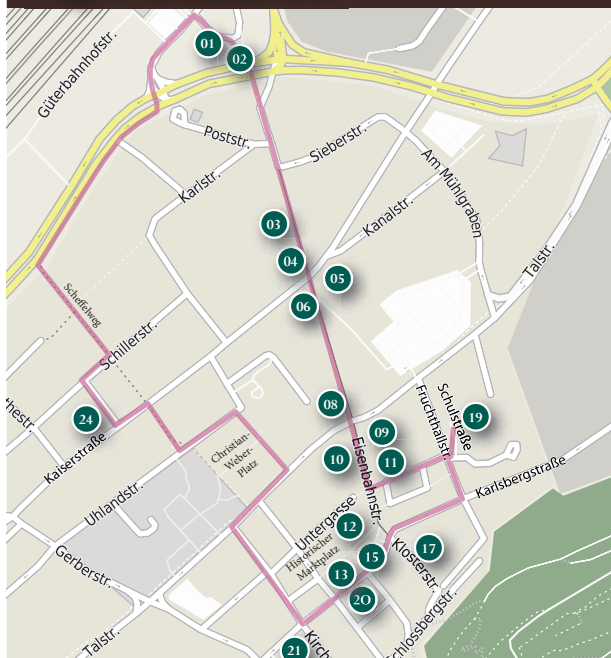 01
02
Güterbahnhofstr.
Poststr.
Sieberstr.
Am Mühlgraben
Karlstr.
Kanalstr.
03
04
05
06
Talstr.
Scheffelweg
Schillerstr.
thestr.
24
Kaiserstraße
08
09
10
11
Fruchthallstr.
Schulstraße
19
Christian-
Weber-
Platz
Eisenbahnstr.
Karlsbergstraße
Uhlandstr.
Untergasse
12
Historischer
Marktplatz
13
15
17
Klosterstr.
Gerberstr.
20
Schlossbergstr.
Talstr.
21
Kirch